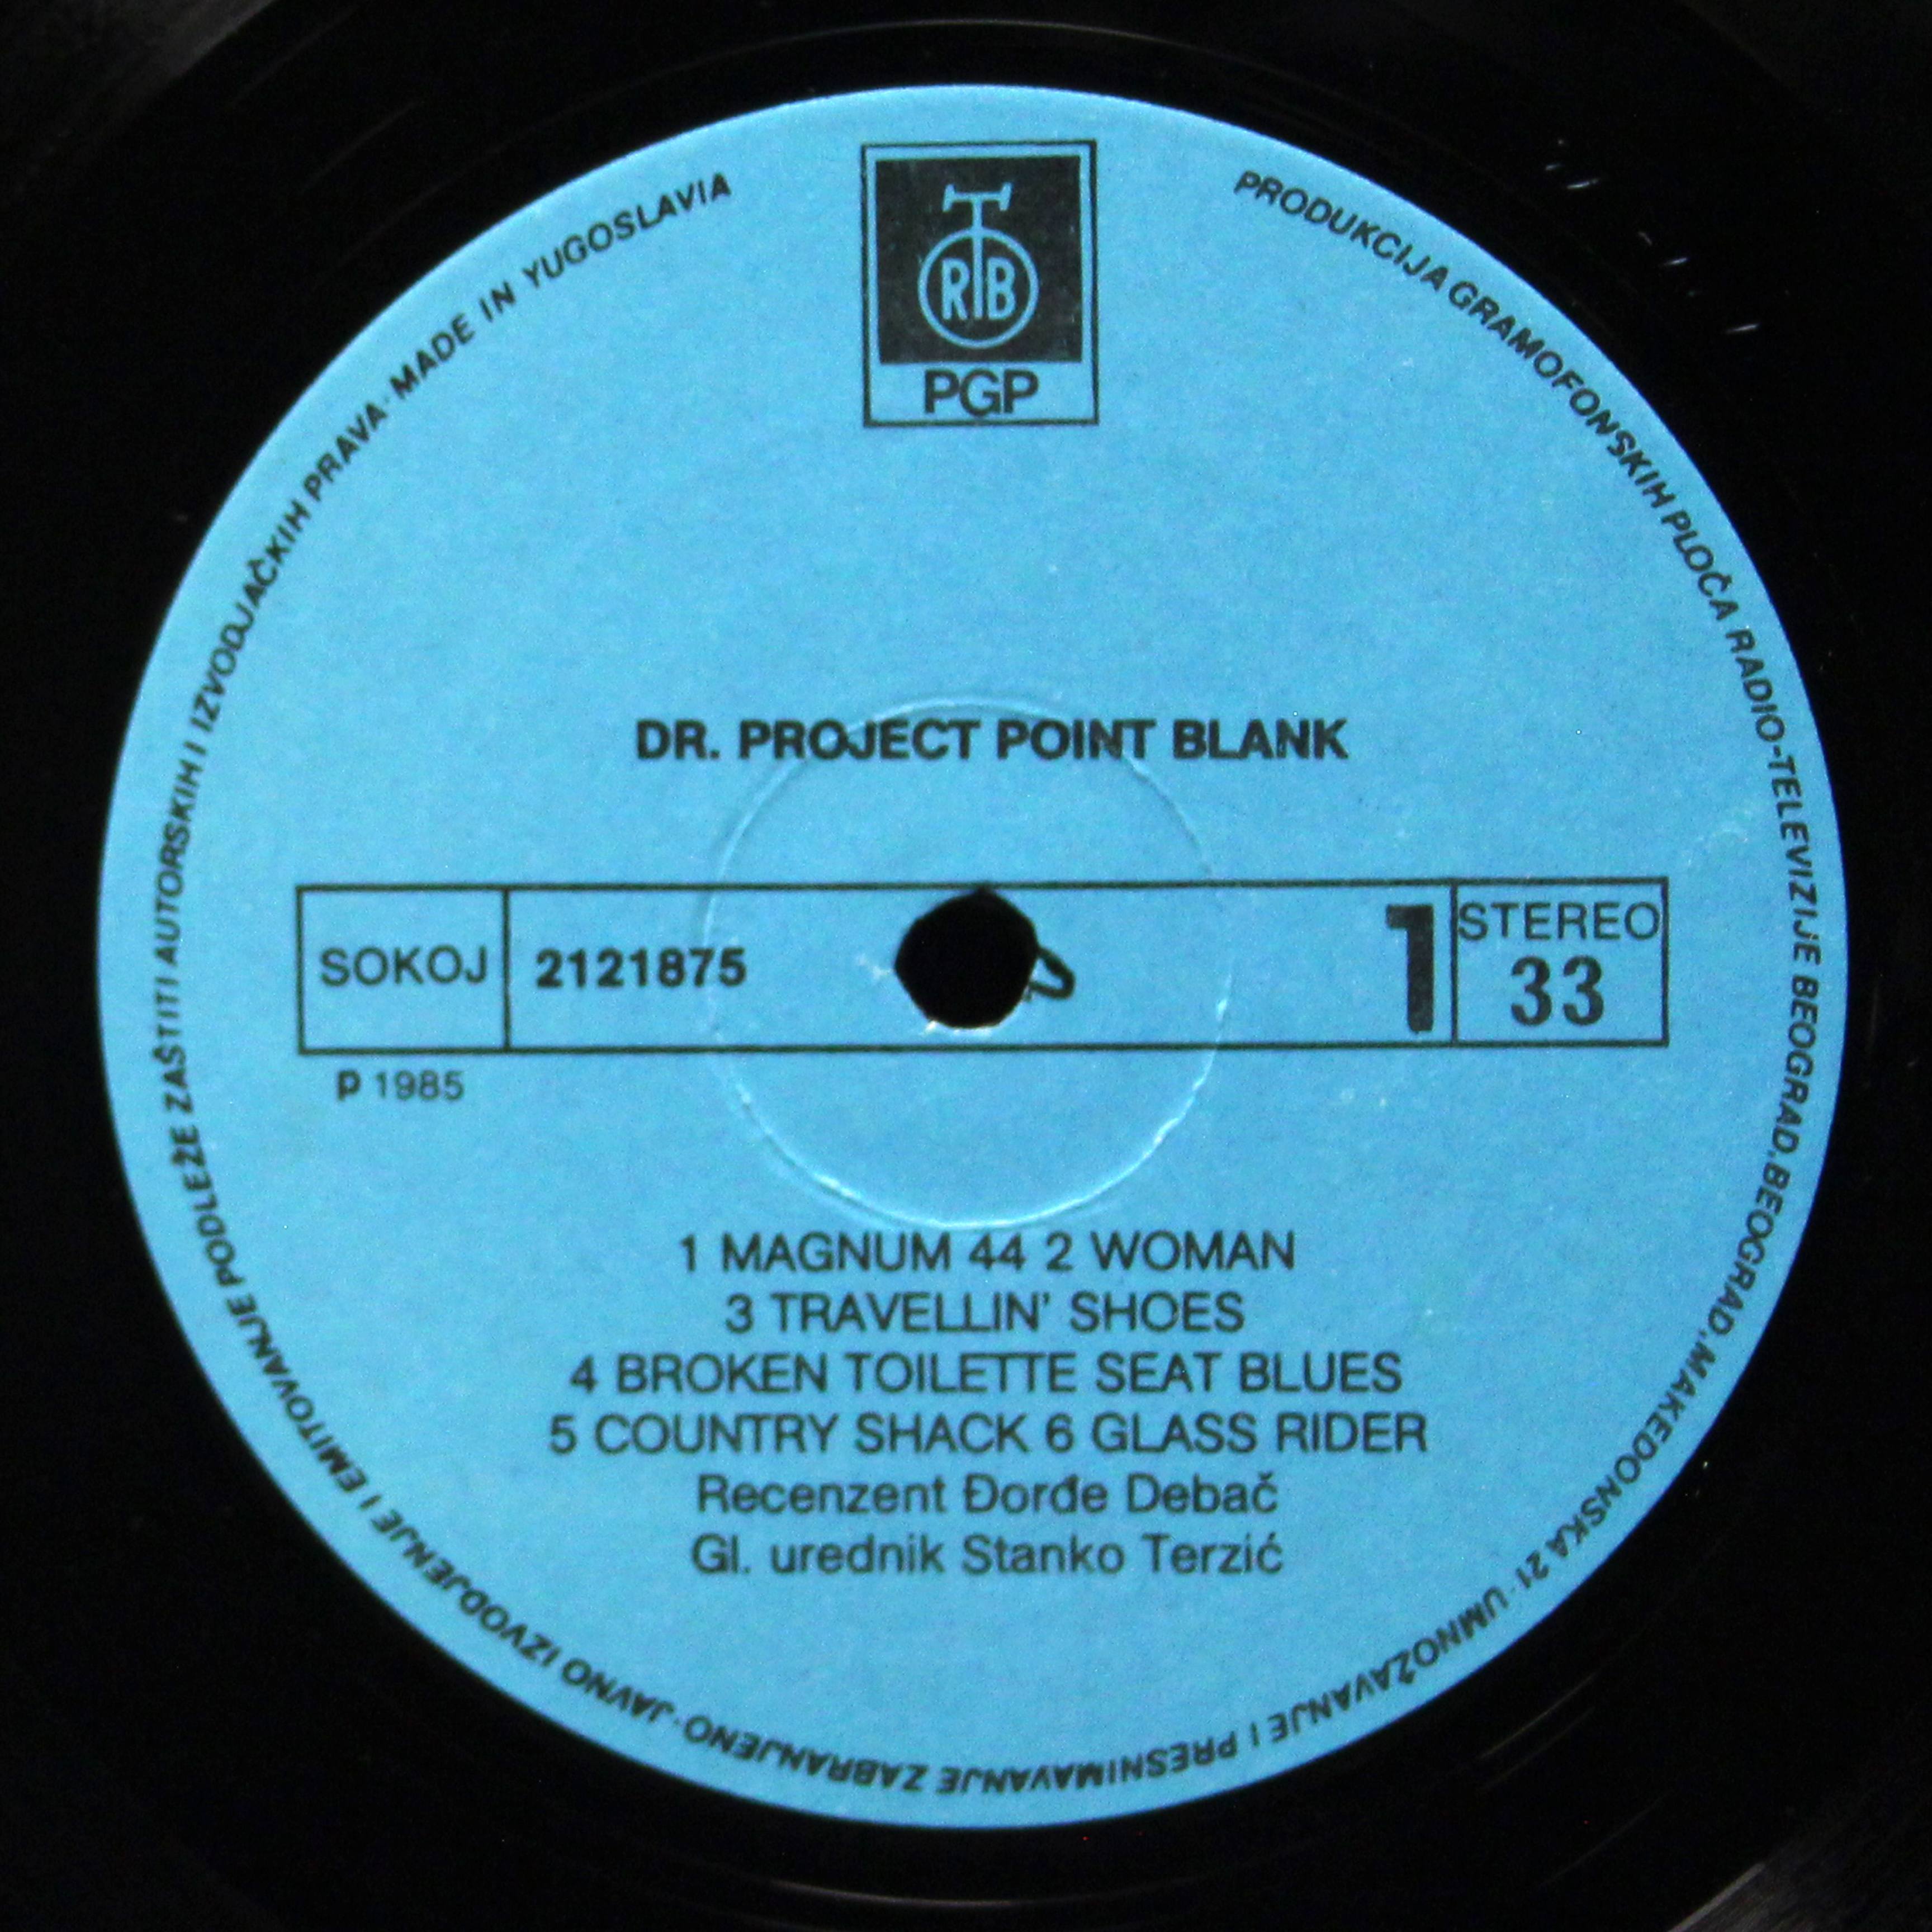 RTB
PGP
PRODUKCIJA GRAMOFONSKIH PLOČA RADIO-TELEVIZIJE BEOGRAD, BEOGRAD, MAKEDONSKA 21 · UMNOŽAVANJE I PRESNIMAVANJE ZABRANJENO · JAVNO IZVODJENJE I EMITOVANJE PODLEŽE ZAŠTITI AUTORSKIH I IZVODJAČKIH PRAVA · MADE IN YUGOSLAVIA
DR. PROJECT POINT BLANK
SOKOJ 2121875 1 STEREO
33
P 1985
1 MAGNUM 44 2 WOMAN
3 TRAVELLIN' SHOES
4 BROKEN TOILETTE SEAT BLUES
5 COUNTRY SHACK 6 GLASS RIDER
Recenzent Đorđe Debač
Gl. urednik Stanko Terzić